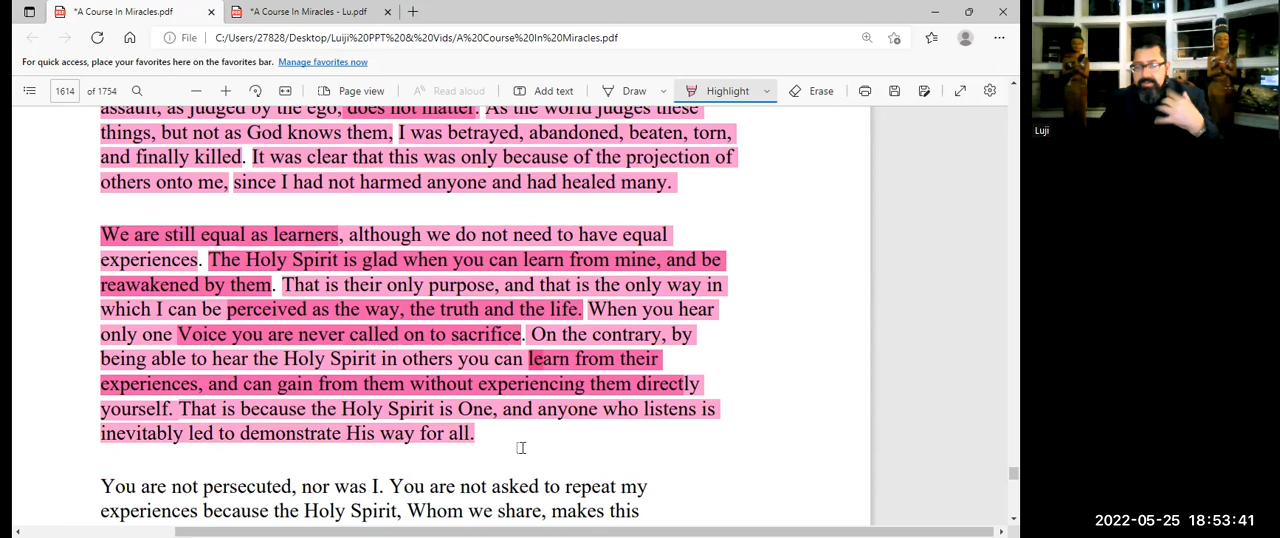 *A Course In Miracles.pdf
*A Course In Miracles - Lu.pdf
File
C:/Users/27828/Desktop/Luiji%20PPT%20&%20Vids/A%20Course%20In%20Miracles.pdf
For quick access, place your favorites here on the favorites bar. Manage favorites now
1614 of 1754
Page view
Read aloud
Add text
Draw
Highlight
Erase
assault, as judged by the ego, does not matter. As the world judges these
things, but not as God knows them, I was betrayed, abandoned, beaten, torn,
and finally killed. It was clear that this was only because of the projection of
others onto me, since I had not harmed anyone and had healed many.
We are still equal as learners, although we do not need to have equal
experiences. The Holy Spirit is glad when you can learn from mine, and be
reawakened by them. That is their only purpose, and that is the only way in
which I can be perceived as the way, the truth and the life. When you hear
only one Voice you are never called on to sacrifice. On the contrary, by
being able to hear the Holy Spirit in others you can learn from their
experiences, and can gain from them without experiencing them directly
yourself. That is because the Holy Spirit is One, and anyone who listens is
inevitably led to demonstrate His way for all.
You are not persecuted, nor was I. You are not asked to repeat my
experiences because the Holy Spirit, Whom we share, makes this
Luji
2022-05-25 18:53:41